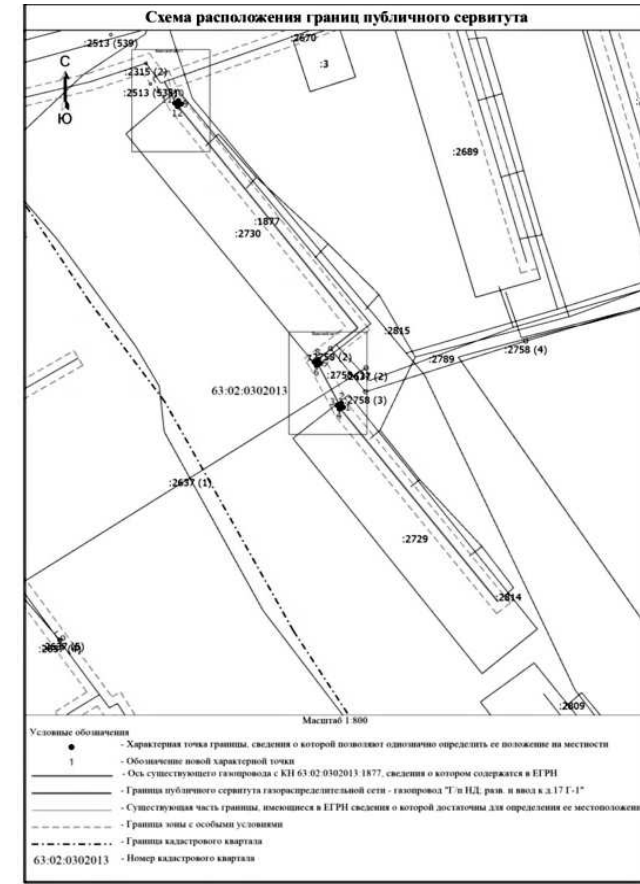 Схема расположения границ публичного сервитута
:2513 (539)
:2670
С
:2315 (2)
:3
:2513 (538)
Ю
12
:2689
:1877
:2730
:2815
:2758 (4)
:2789
63:02:0302013
:2758 (3)
:2637 (1)
:2729
:2814
:2809
Масштаб 1:800
Условные обозначения
- Характерная точка границы, сведения о которой позволяют однозначно определить ее положение на местности
1 - Обозначение новой характерной точки
- Ось существующего газопровода с КН 63:02:0302013:1877, сведения о котором содержатся в ЕГРН
- Граница публичного сервитута газораспределительной сети - газопровод "Г/п НД; разв. и ввод к д.17 Г-1"
- Существующая часть границы, имеющиеся в ЕГРН сведения о которой достаточны для определения ее местоположени
- Граница зоны с особыми условиями
- Граница кадастрового квартала
63:02:0302013 - Номер кадастрового квартала